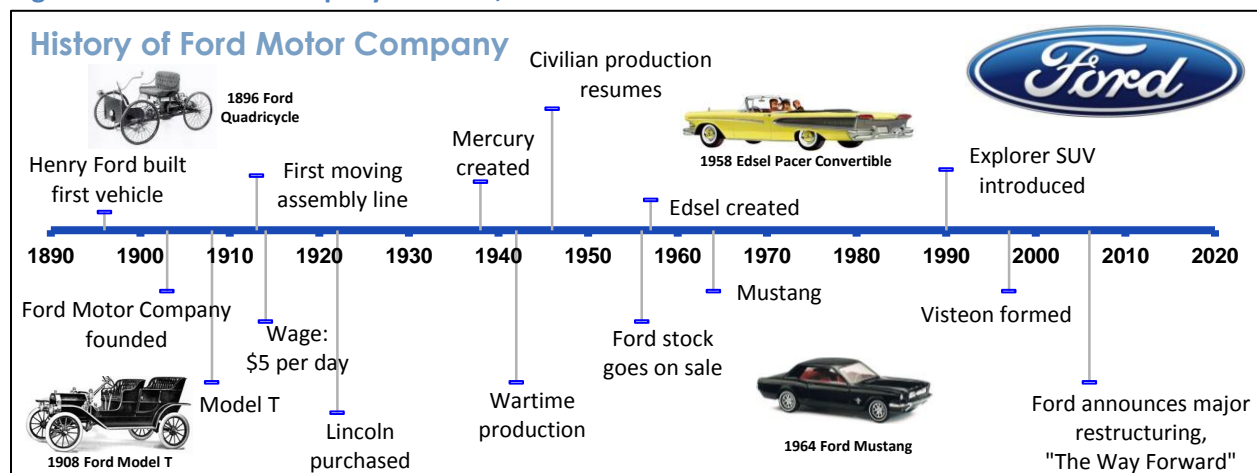 History of Ford Motor Company
Ford
1896 Ford
Quadricycle
Civilian production
resumes
1958 Edsel Pacer Convertible
Henry Ford built
first vehicle
First moving
assembly line
Mercury
created
Edsel created
Explorer SUV
introduced
1890 1900 1910 1920 1930 1940 1950 1960 1970 1980 1990 2000 2010 2020
Ford Motor Company
founded
Model T
Wage:
$5 per day
Lincoln
purchased
Wartime
production
Ford stock
goes on sale
Mustang
Visteon formed
Ford announces major
restructuring,
"The Way Forward"
1908 Ford Model T
1964 Ford Mustang